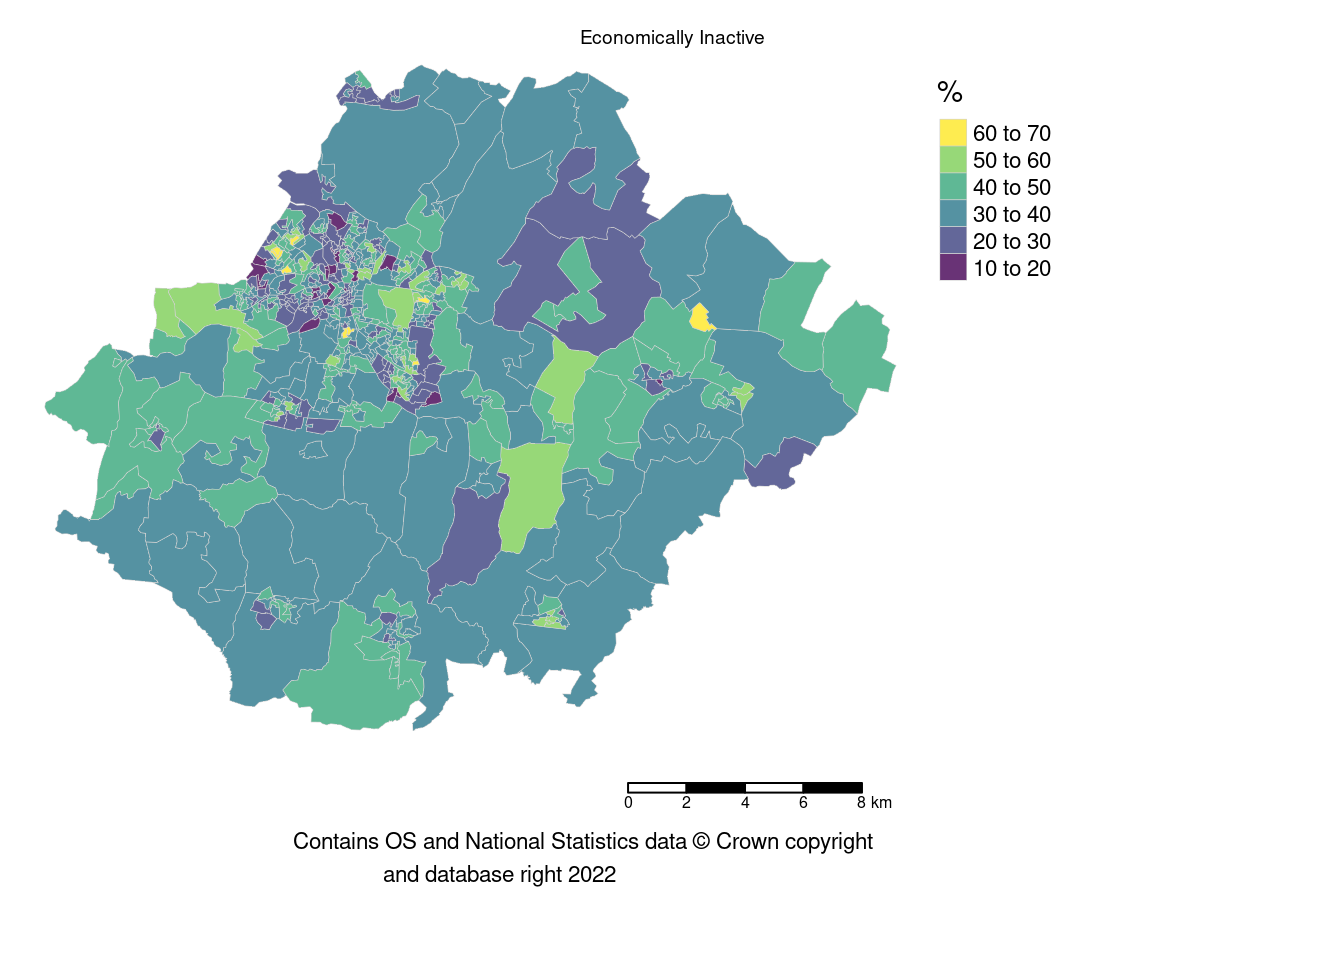 Economically Inactive
%
60 to 70
50 to 60
40 to 50
30 to 40
20 to 30
10 to 20
0 2 4 6 8 km
Contains OS and National Statistics data © Crown copyright
and database right 2022